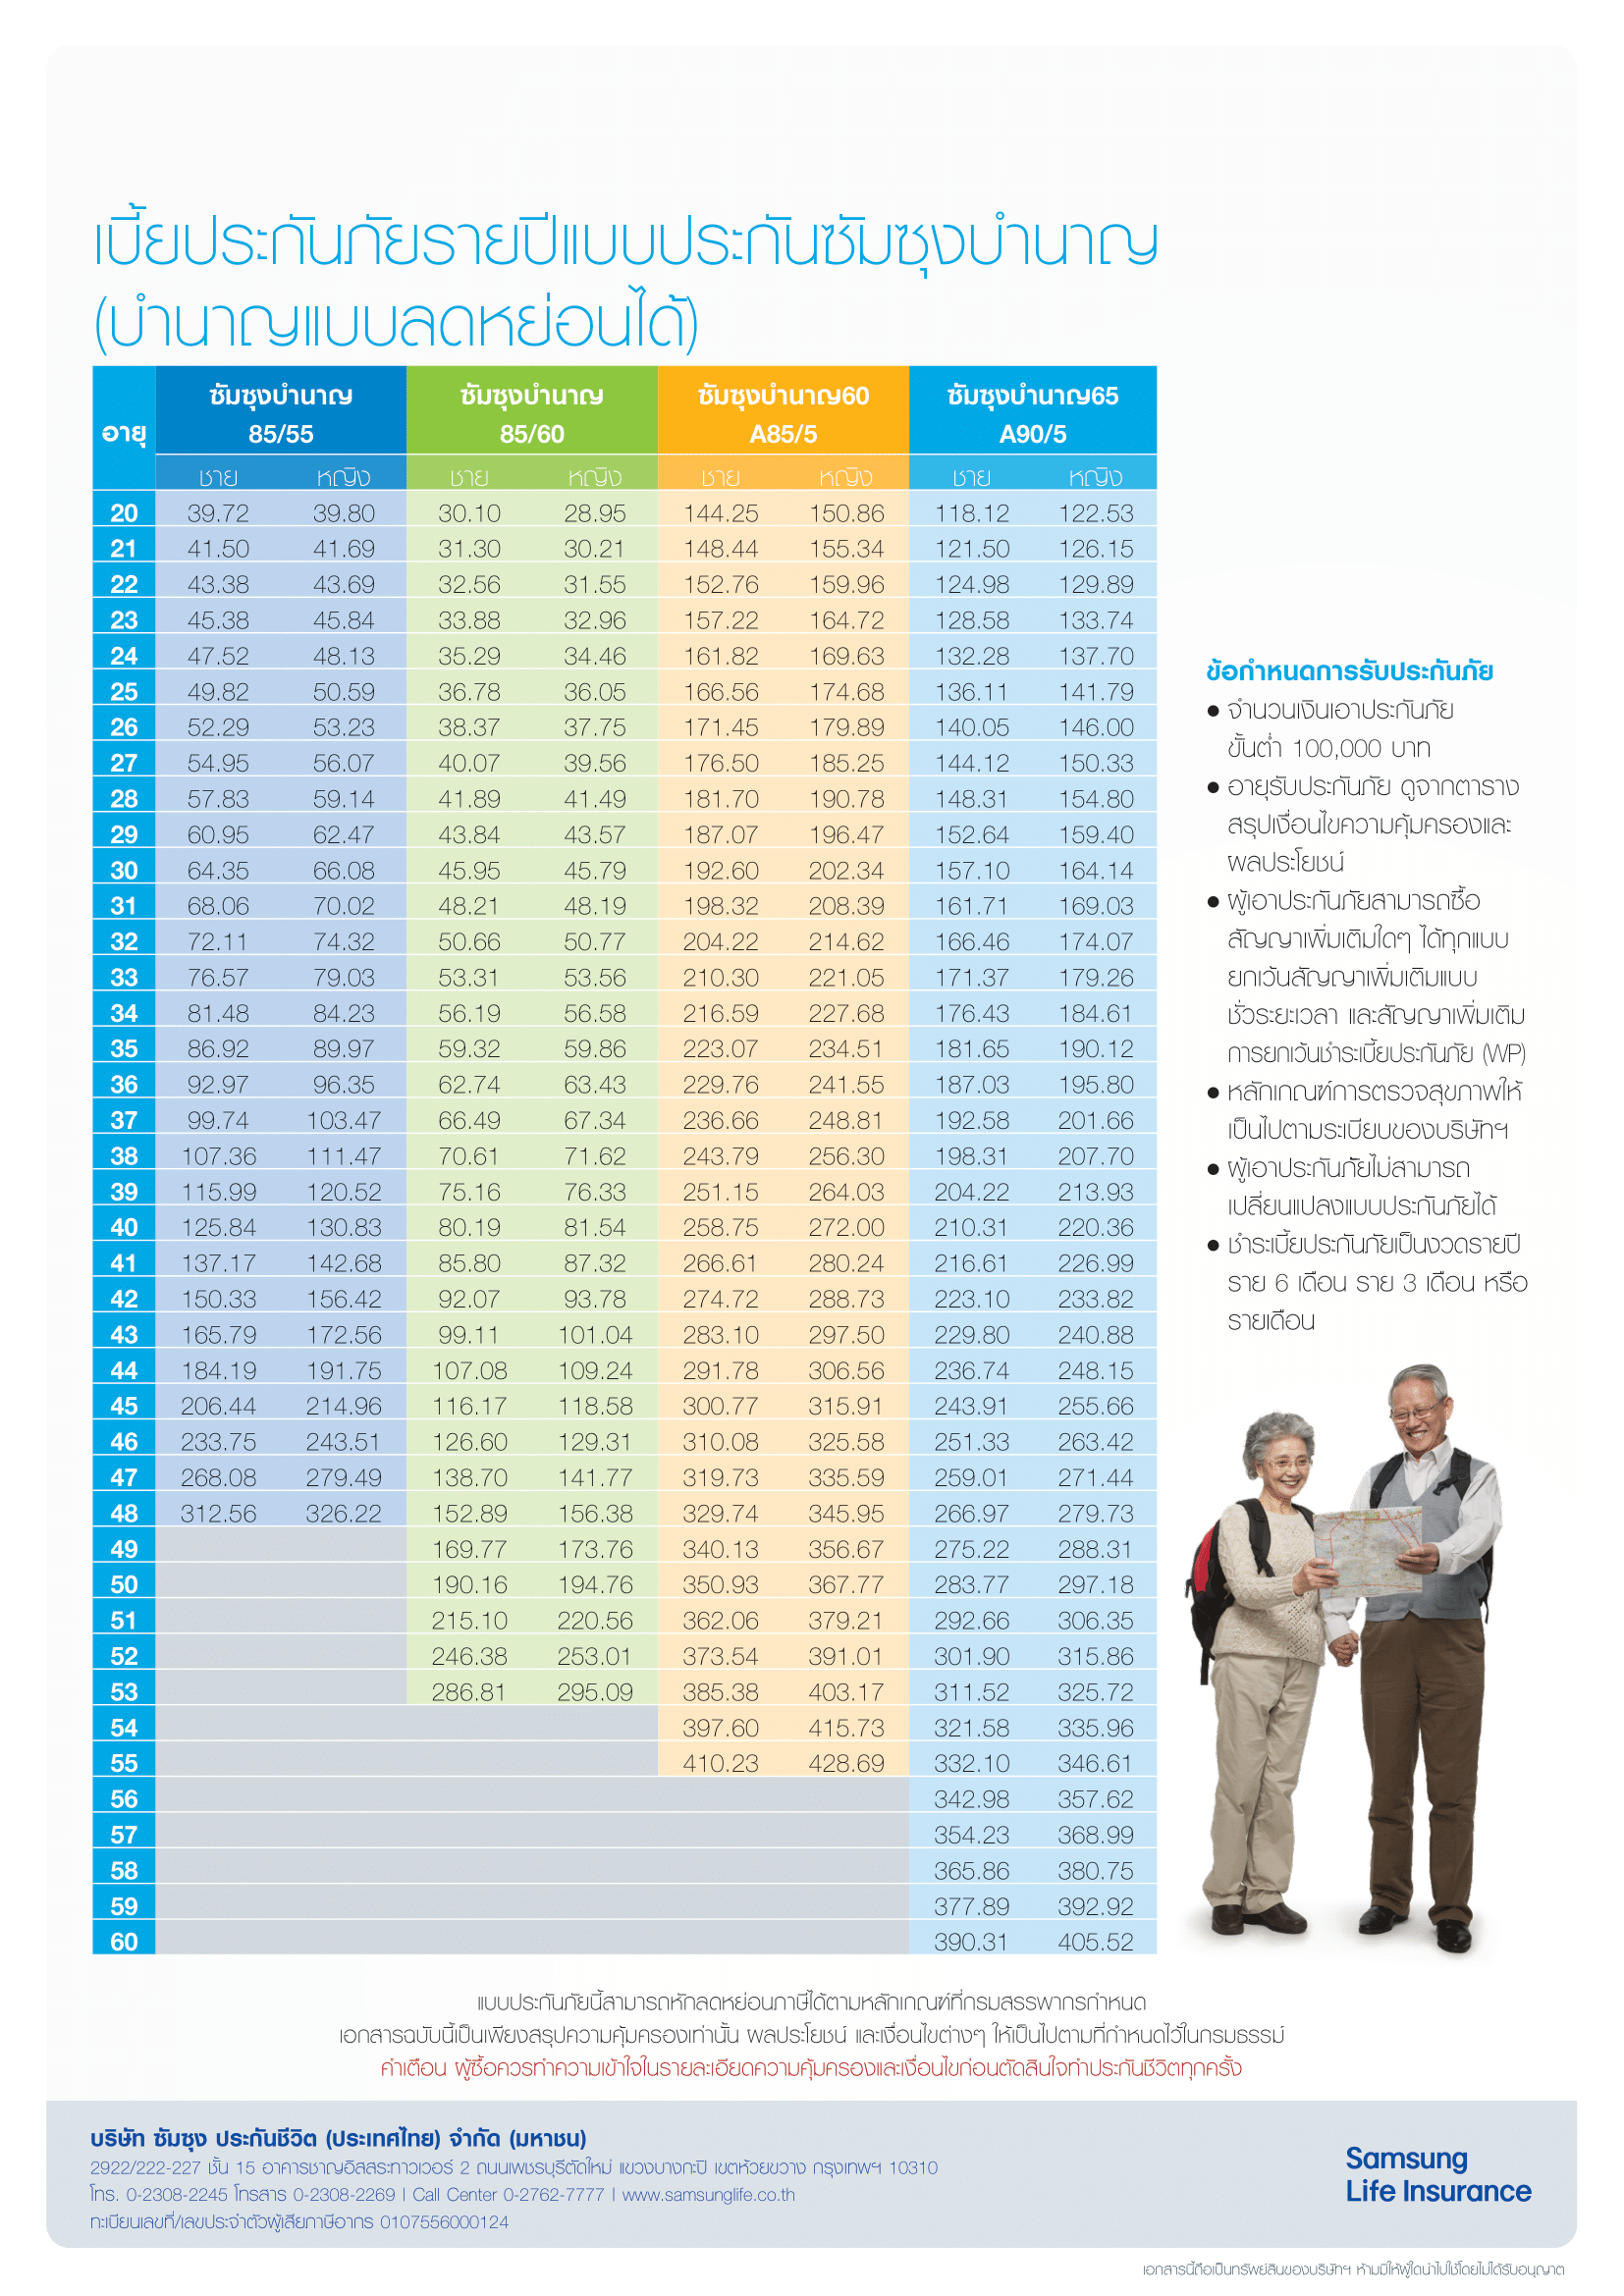 เบี้ยประกันภัยรายปีแบบประกันซัมซุงบำนาญ
(บำนาญแบบลดหย่อนได้)
อายุ ซัมซุงบำนาญ 85/55 ซัมซุงบำนาญ 85/60 ซัมซุงบำนาญ60 A85/5 ซัมซุงบำนาญ65 A90/5
ชาย หญิง ชาย หญิง ชาย หญิง ชาย หญิง
20 39.72 39.80 30.10 28.95 144.25 150.86 118.12 122.53
21 41.50 41.69 31.30 30.21 148.44 155.34 121.50 126.15
22 43.38 43.69 32.56 31.55 152.76 159.96 124.98 129.89
23 45.38 45.84 33.88 32.96 157.22 164.72 128.58 133.74
24 47.52 48.13 35.29 34.46 161.82 169.63 132.28 137.70
25 49.82 50.59 36.78 36.05 166.56 174.68 136.11 141.79
26 52.29 53.23 38.37 37.75 171.45 179.89 140.05 146.00
27 54.95 56.07 40.07 39.56 176.50 185.25 144.12 150.33
28 57.83 59.14 41.89 41.49 181.70 190.78 148.31 154.80
29 60.95 62.47 43.84 43.57 187.07 196.47 152.64 159.40
30 64.35 66.08 45.95 45.79 192.60 202.34 157.10 164.14
31 68.06 70.02 48.21 48.19 198.32 208.39 161.71 169.03
32 72.11 74.32 50.66 50.77 204.22 214.62 166.46 174.07
33 76.57 79.03 53.31 53.56 210.30 221.05 171.37 179.26
34 81.48 84.23 56.19 56.58 216.59 227.68 176.43 184.61
35 86.92 89.97 59.32 59.86 223.07 234.51 181.65 190.12
36 92.97 96.35 62.74 63.43 229.76 241.55 187.03 195.80
37 99.74 103.47 66.49 67.34 236.66 248.81 192.58 201.66
38 107.36 111.47 70.61 71.62 243.79 256.30 198.31 207.70
39 115.99 120.52 75.16 76.33 251.15 264.03 204.22 213.93
40 125.84 130.83 80.19 81.54 258.75 272.00 210.31 220.36
41 137.17 142.68 85.80 87.32 266.61 280.24 216.61 226.99
42 150.33 156.42 92.07 93.78 274.72 288.73 223.10 233.82
43 165.79 172.56 99.11 101.04 283.10 297.50 229.80 240.88
44 184.19 191.75 107.08 109.24 291.78 306.56 236.74 248.15
45 206.44 214.96 116.17 118.58 300.77 315.91 243.91 255.66
46 233.75 243.51 126.60 129.31 310.08 325.58 251.33 263.42
47 268.08 279.49 138.70 141.77 319.73 335.59 259.01 271.44
48 312.56 326.22 152.89 156.38 329.74 345.95 266.97 279.73
49 169.77 173.76 340.13 356.67 275.22 288.31
50 190.16 194.76 350.93 367.77 283.77 297.18
51 215.10 220.56 362.06 379.21 292.66 306.35
52 246.38 253.01 373.54 391.01 301.90 315.86
53 286.81 295.09 385.38 403.17 311.52 325.72
54 397.60 415.73 321.58 335.96
55 410.23 428.69 332.10 346.61
56 342.98 357.62
57 354.23 368.99
58 365.86 380.75
59 377.89 392.92
60 390.31 405.52
ข้อกำหนดการรับประกันภัย
● จำนวนเงินเอาประกันภัย
ขั้นต่ำ 100,000 บาท
● อายุรับประกันภัย ดูจากตาราง
สรุปเงื่อนไขความคุ้มครองและ
ผลประโยชน์
● ผู้เอาประกันภัยสามารถซื้อ
สัญญาเพิ่มเติมใดๆ ได้ทุกแบบ
ยกเว้นสัญญาเพิ่มเติมแบบ
ชั่วระยะเวลา และสัญญาเพิ่มเติม
การยกเว้นชำระเบี้ยประกันภัย (WP)
● หลักเกณฑ์การตรวจสุขภาพให้
เป็นไปตามระเบียบของบริษัทฯ
● ผู้เอาประกันภัยไม่สามารถ
เปลี่ยนแปลงแบบประกันภัยได้
● ชำระเบี้ยประกันภัยเป็นงวดรายปี
ราย 6 เดือน ราย 3 เดือน หรือ
รายเดือน
แบบประกันภัยนี้สามารถหักลดหย่อนภาษีได้ตามหลักเกณฑ์ที่กรมสรรพากรกำหนด
เอกสารฉบับนี้เป็นเพียงสรุปความคุ้มครองเท่านั้น ผลประโยชน์ และเงื่อนไขต่างๆ ให้เป็นไปตามที่กำหนดไว้ในกรมธรรม์
คำเตือน ผู้ซื้อควรทำความเข้าใจในรายละเอียดความคุ้มครองและเงื่อนไขก่อนตัดสินใจทำประกันชีวิตทุกครั้ง
บริษัท ซัมซุง ประกันชีวิต (ประเทศไทย) จำกัด (มหาชน)
2922/222-227 ชั้น 15 อาคารชาญอิสสระทาวเวอร์ 2 ถนนเพชรบุรีตัดใหม่ แขวงบางกะปิ เขตห้วยขวาง กรุงเทพฯ 10310
โทร. 0-2308-2245 โทรสาร 0-2308-2269 | Call Center 0-2762-7777 | www.samsunglife.co.th
ทะเบียนเลขที่/เลขประจำตัวผู้เสียภาษีอากร 0107556000124
Samsung
Life Insurance
เอกสารนี้ถือเป็นทรัพย์สินของบริษัทฯ ห้ามมิให้ผู้ใดนำไปใช้โดยไม่ได้รับอนุญาต